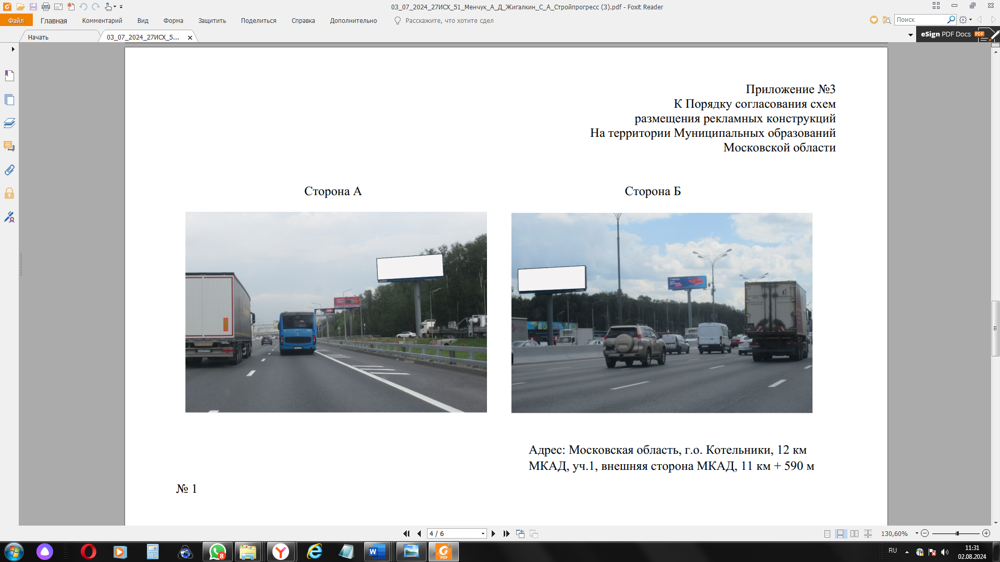 03_07_2024_27ИСХ_51_Менчук_А_Д_Жигалкин_С_А_Стройпрогресс (3).pdf - Foxit Reader
Файл Главная Комментарий Вид Форма Защитить Поделиться Справка Дополнительно Расскажите, что хотите сдел Поиск
Начать 03_07_2024_27ИСХ_5... eSign PDF Docs PDF
Приложение №3
К Порядку согласования схем
размещения рекламных конструкций
На территории Муниципальных образований
Московской области
Сторона А Сторона Б
Адрес: Московская область, г.о. Котельники, 12 км
МКАД, уч.1, внешняя сторона МКАД, 11 км + 590 м
№ 1
4 / 6 130,60%
8 W PDF RU 11:31
02.08.2024